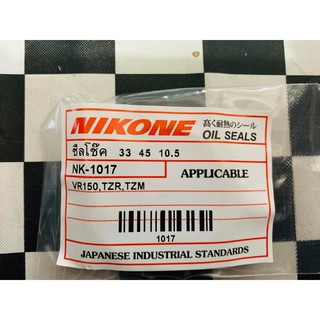 NIKONE
高く耐熱のシール
OIL SEALS
ซีลโช๊ค 33 45 10.5
NK-1017
APPLICABLE
VR150,TZR,TZM
1017
JAPANESE INDUSTRIAL STANDARDS